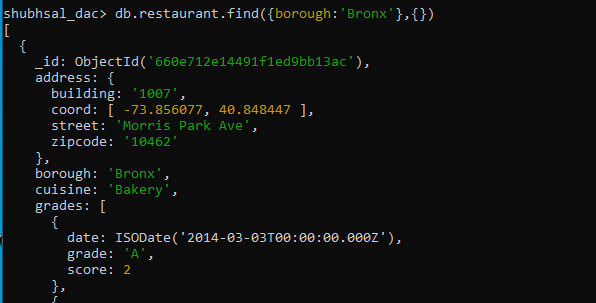 shubhsal_dac> db.restaurant.find({borough:'Bronx'},{})
[
  {
    _id: ObjectId('660e712e14491f1ed9bb13ac'),
    address: {
      building: '1007',
      coord: [ -73.856077, 40.848447 ],
      street: 'Morris Park Ave',
      zipcode: '10462'
    },
    borough: 'Bronx',
    cuisine: 'Bakery',
    grades: [
      {
        date: ISODate('2014-03-03T00:00:00.000Z'),
        grade: 'A',
        score: 2
      },
      {